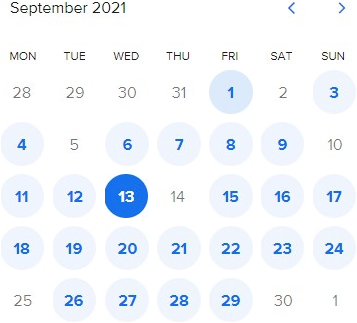 September 2021
MON TUE WED THU FRI SAT SUN
28 29 30 31 1 2 3
4 5 6 7 8 9 10
11 12 13 14 15 16 17
18 19 20 21 22 23 24
25 26 27 28 29 30 1